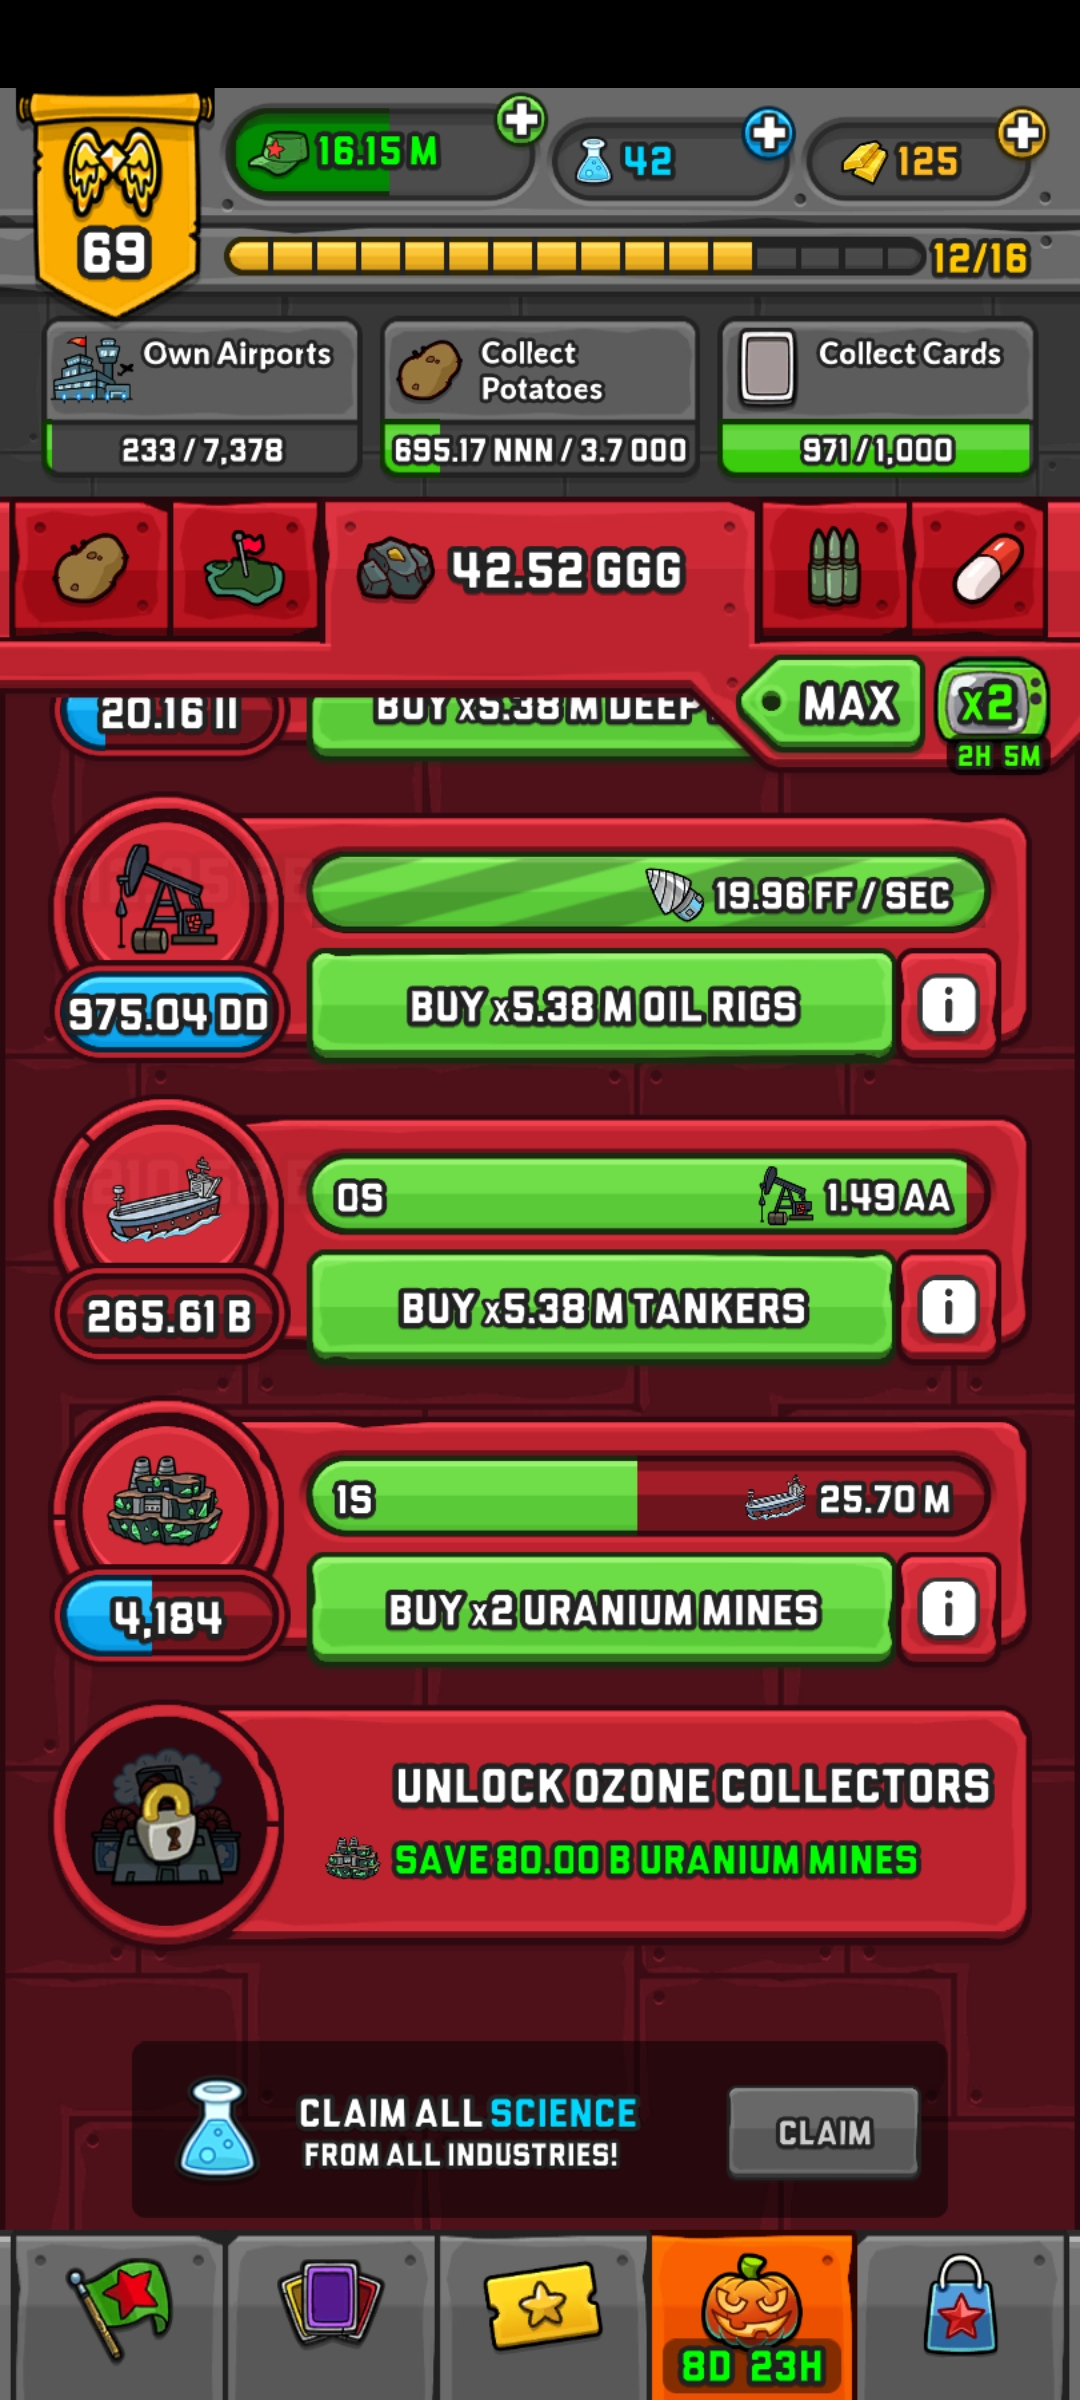 16.15 M
42
125
69
12/16
Own Airports
Collect
Potatoes
Collect Cards
233 / 7,378
695.17 NNN / 3.7 OOO
971 / 1,000
42.52 GGG
MAX
x2
2H 5M
20.16 II
BUY x5.38 M DEEP
19.96 FF / SEC
975.04 DD
BUY x5.38 M OIL RIGS
i
0S
1.49 AA
265.61 B
BUY x5.38 M TANKERS
i
1S
25.70 M
4,184
BUY x2 URANIUM MINES
i
UNLOCK OZONE COLLECTORS
SAVE 80.00 B URANIUM MINES
CLAIM ALL SCIENCE
FROM ALL INDUSTRIES!
CLAIM
8D 23H